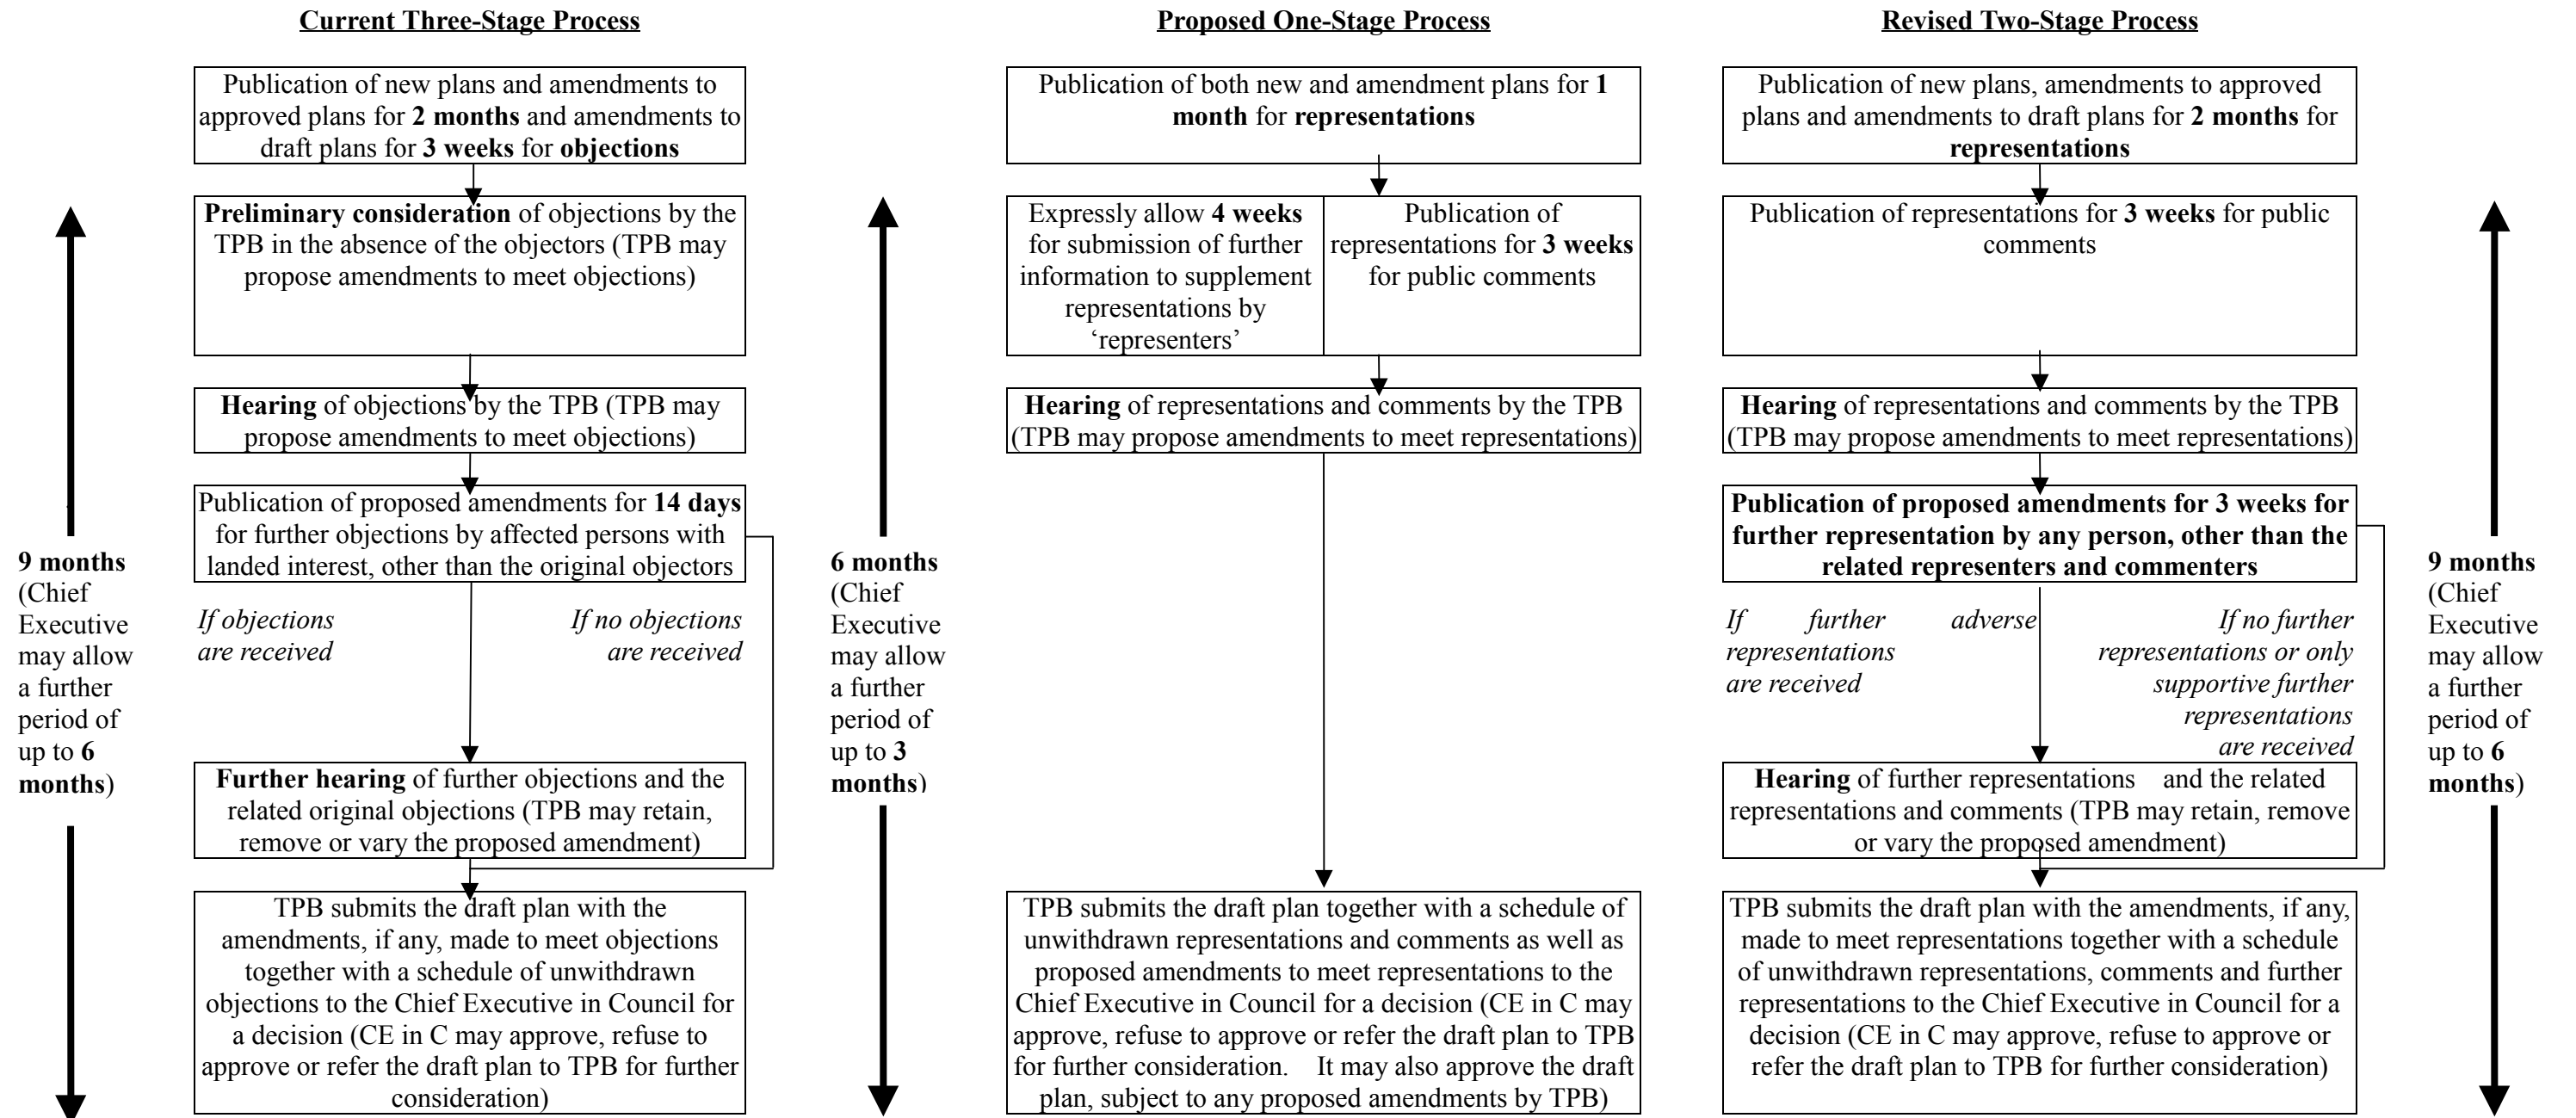 Current Three-Stage Process
Publication of new plans and amendments to
approved plans for 2 months and amendments to
draft plans for 3 weeks for objections
Preliminary consideration of objections by the
TPB in the absence of the objectors (TPB may
propose amendments to meet objections)
Hearing of objections by the TPB (TPB may
propose amendments to meet objections)
Publication of proposed amendments for 14 days
for further objections by affected persons with
landed interest, other than the original objectors
9 months
(Chief
Executive
may allow
a further
period of
up to 6
months)
If objections
are received
If no objections
are received
Further hearing of further objections and the
related original objections (TPB may retain,
remove or vary the proposed amendment)
TPB submits the draft plan with the
amendments, if any, made to meet objections
together with a schedule of unwithdrawn
objections to the Chief Executive in Council for
a decision (CE in C may approve, refuse to
approve or refer the draft plan to TPB for further
consideration)
Proposed One-Stage Process
Publication of both new and amendment plans for 1
month for representations
Expressly allow 4 weeks
for submission of further
information to supplement
representations by
‘representers’
Publication of
representations for 3 weeks
for public comments
Hearing of representations and comments by the TPB
(TPB may propose amendments to meet representations)
6 months
(Chief
Executive
may allow
a further
period of
up to 3
months)
TPB submits the draft plan together with a schedule of
unwithdrawn representations and comments as well as
proposed amendments to meet representations to the
Chief Executive in Council for a decision (CE in C may
approve, refuse to approve or refer the draft plan to TPB
for further consideration. It may also approve the draft
plan, subject to any proposed amendments by TPB)
Revised Two-Stage Process
Publication of new plans, amendments to approved
plans and amendments to draft plans for 2 months for
representations
Publication of representations for 3 weeks for public
comments
Hearing of representations and comments by the TPB
(TPB may propose amendments to meet representations)
Publication of proposed amendments for 3 weeks for
further representation by any person, other than the
related representers and commenters
If further adverse
representations
are received
If no further
representations or only
supportive further
representations
are received
Hearing of further representations and the related
representations and comments (TPB may retain, remove
or vary the proposed amendment)
TPB submits the draft plan with the amendments, if any,
made to meet representations together with a schedule
of unwithdrawn representations, comments and further
representations to the Chief Executive in Council for a
decision (CE in C may approve, refuse to approve or
refer the draft plan to TPB for further consideration)
9 months
(Chief
Executive
may allow
a further
period of
up to 6
months)